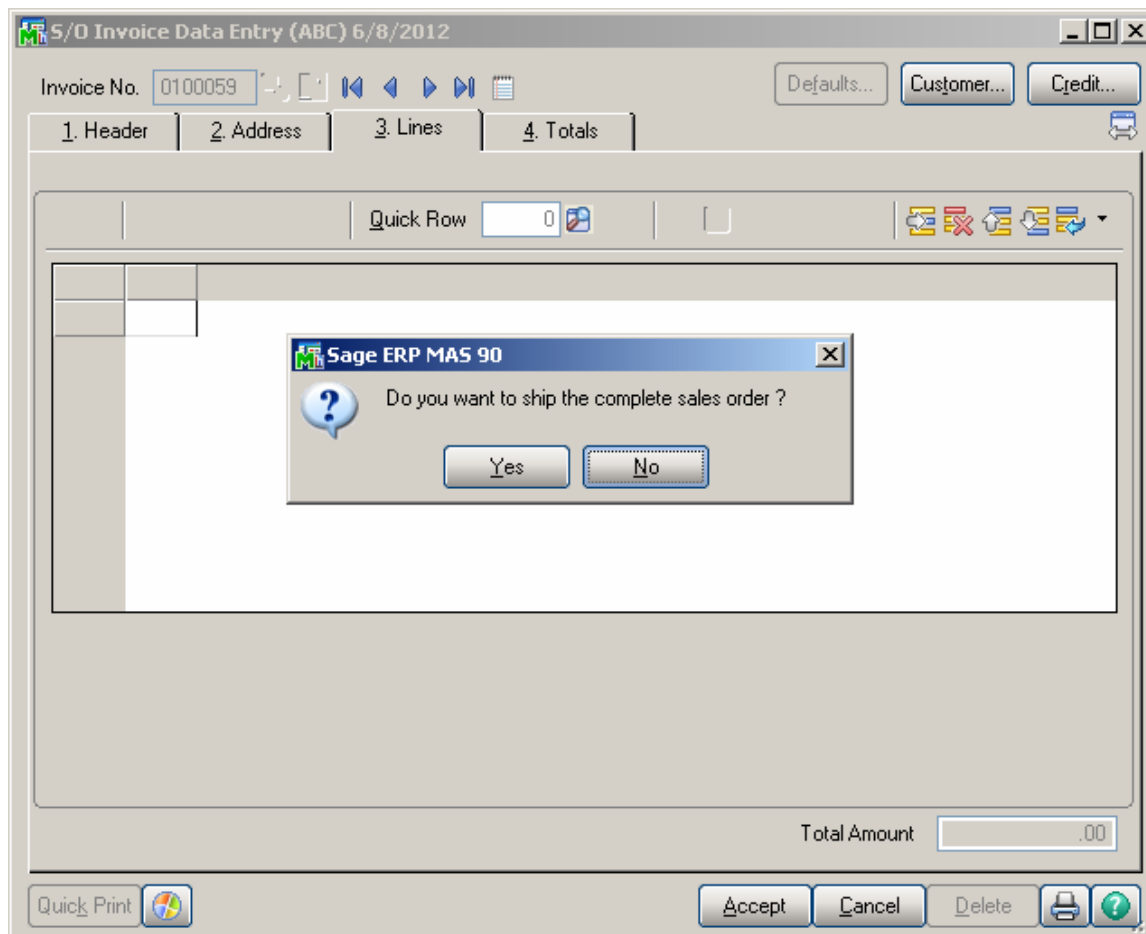 S/O Invoice Data Entry (ABC) 6/8/2012
Invoice No. 0100059 Defaults... Customer... Credit...
1. Header 2. Address 3. Lines 4. Totals
Quick Row 0
Sage ERP MAS 90
Do you want to ship the complete sales order ?
Yes No
Total Amount .00
Quick Print Accept Cancel Delete